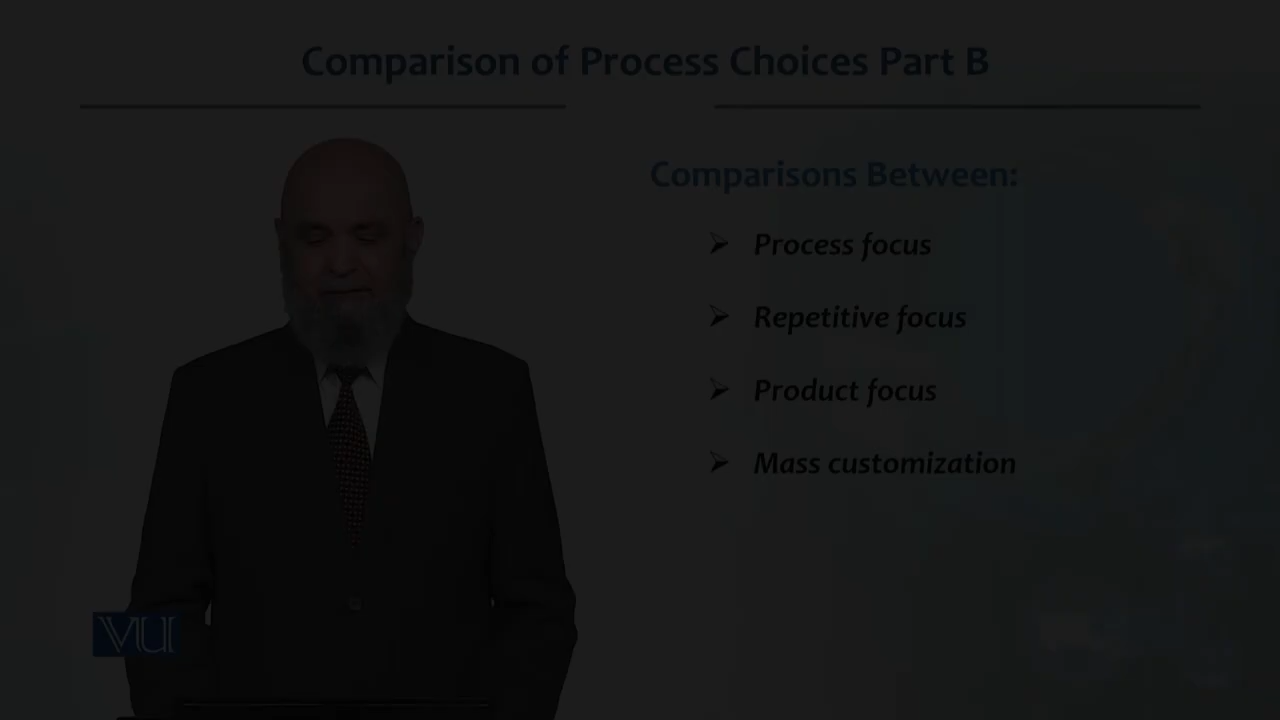 Comparison of Process Choices Part B
Comparisons Between:
Process focus
Repetitive focus
Product focus
Mass customization
VU